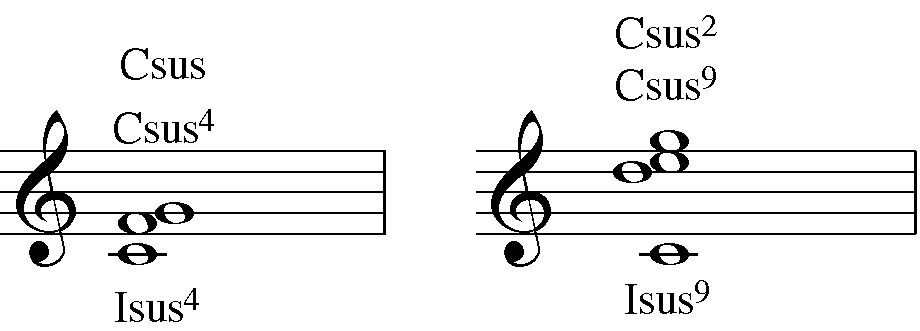 Csus
Csus⁴
Isus⁴
Csus²
Csus⁹
Isus⁹